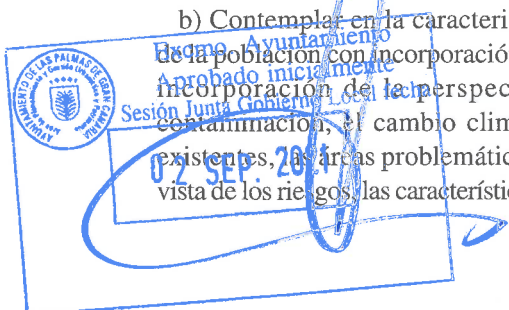 b) Contemplar en la caracteri
de la población con incorporació
incorporación de la perspec
contaminación, el cambio clim
existentes, las áreas problemátic
vista de los riesgos, las característic
AYUNTAMIENTO DE LAS PALMAS DE GRAN CANARIA
Excmo. Ayuntamiento
Aprobado inicialmente
Sesión Junta Gobierno Local fecha
02 SEP.